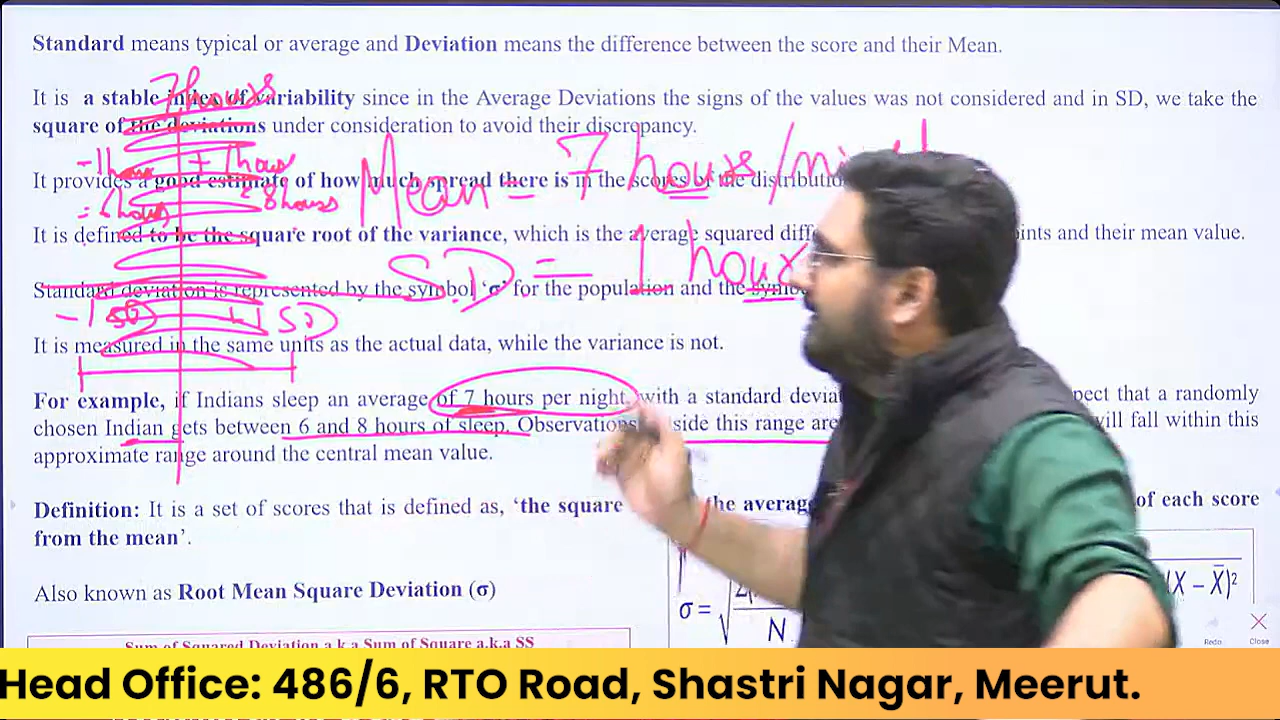 Standard means typical or average and Deviation means the difference between the score and their Mean.
7 hours
It is a stable index of variability since in the Average Deviations the signs of the values was not considered and in SD, we take the
square of the deviations under consideration to avoid their discrepancy.
-1 hour + 1 hour Mean = 7 hours/
It provides a good estimate of how much spread there is in the scores of the distribution
= 6 hours = 8 hours
It is defined to be the square root of the variance, which is the average squared ints and their mean value.
S.D = 1 hour
Standard deviation is represented by the symbol 'σ' for the population and the symbol
-1 SD 1 SD
It is measured in the same units as the actual data, while the variance is not.
For example, if Indians sleep an average of 7 hours per night with a standard pect that a randomly
chosen Indian gets between 6 and 8 hours of sleep. Observations side this range are will fall within this
approximate range around the central mean value.
Definition: It is a set of scores that is defined as, 'the square the average of each score
from the mean'.
Also known as Root Mean Square Deviation (σ)
σ = √ N (X - X̄)²
Redo Close
Sum of Squared Deviation a.k.a Sum of Square a.k.a SS
Head Office: 486/6, RTO Road, Shastri Nagar, Meerut.